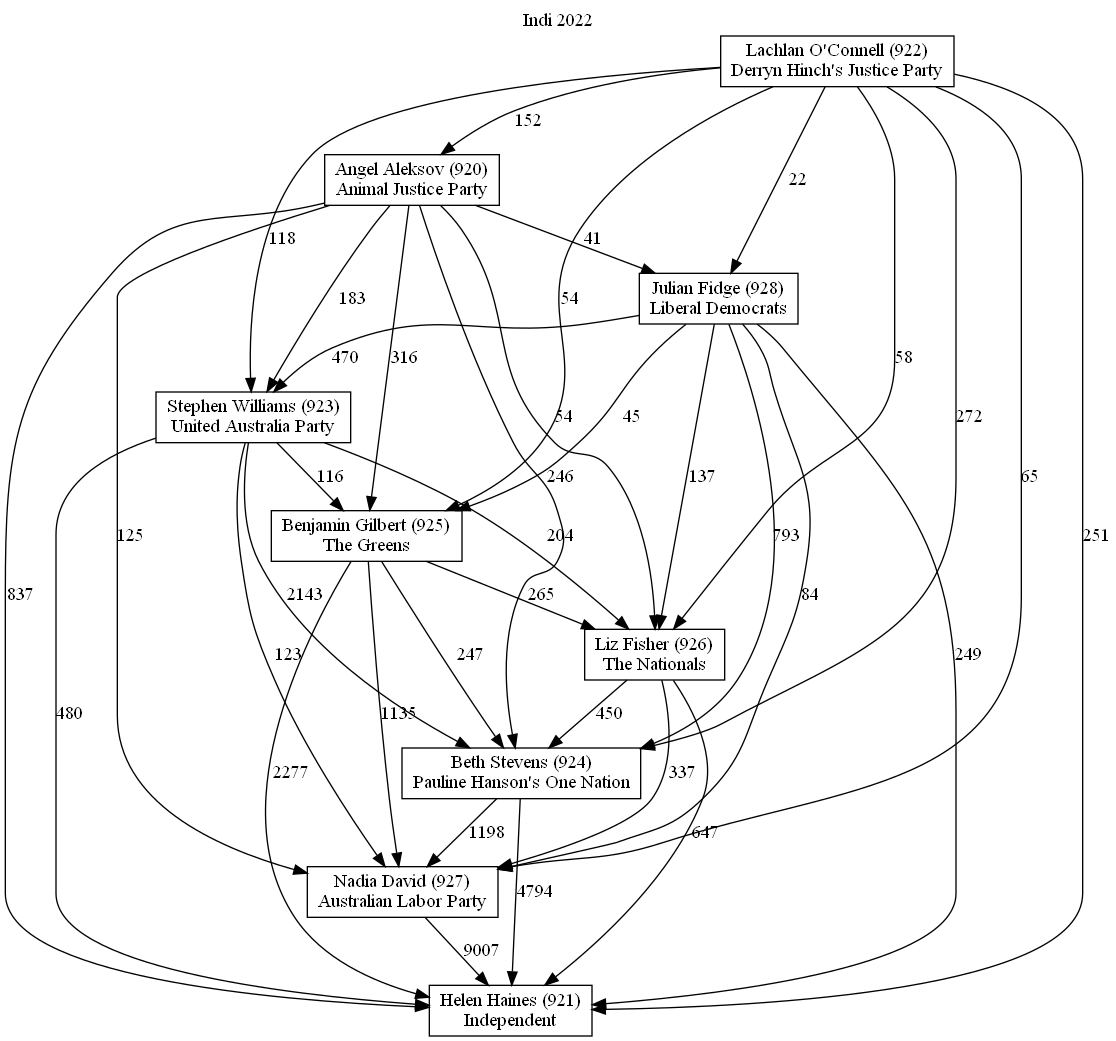 Indi 2022
Lachlan O'Connell (922)
Derryn Hinch's Justice Party
152
Angel Aleksov (920)
Animal Justice Party
22
118
41
Julian Fidge (928)
Liberal Democrats
183
54
470
316
58
Stephen Williams (923)
United Australia Party
54
45
272
116
246
137
65
Benjamin Gilbert (925)
The Greens
125
204
793
251
837
2143
265
84
Liz Fisher (926)
The Nationals
123
247
249
480
1135
450
Beth Stevens (924)
Pauline Hanson's One Nation
2277
337
1198
647
Nadia David (927)
Australian Labor Party
4794
9007
Helen Haines (921)
Independent